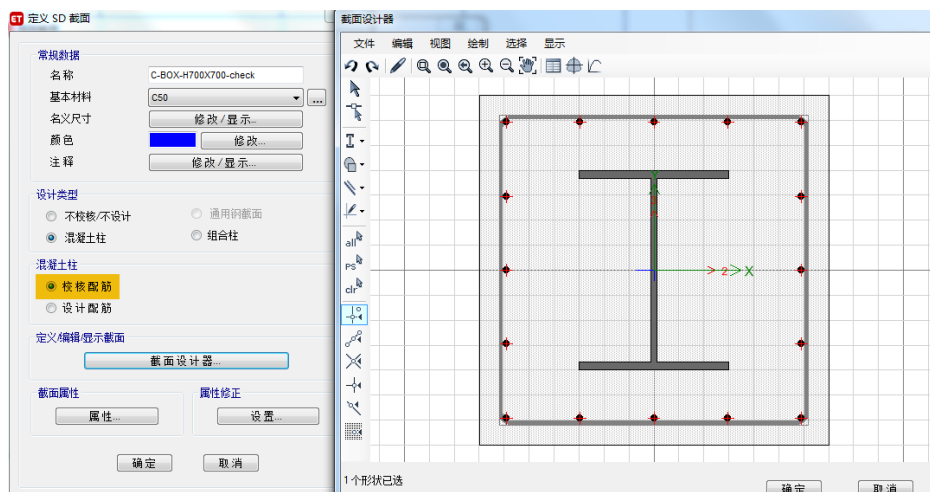 ET 定义 SD 截面
常规数据
名称 C-BOX-H700X700-check
基本材料 C50 ...
名义尺寸 修改/显示...
颜色 修改...
注释 修改/显示...
设计类型
不校核/不设计 通用钢截面
混凝土柱 组合柱
混凝土柱
校核配筋
设计配筋
定义/编辑/显示截面
截面设计器...
截面属性 属性修正
属性... 设置...
确定 取消
截面设计器
文件 编辑 视图 绘制 选择 显示
all
PS
clr
Y
2 X
1个形状已选
确定 取消